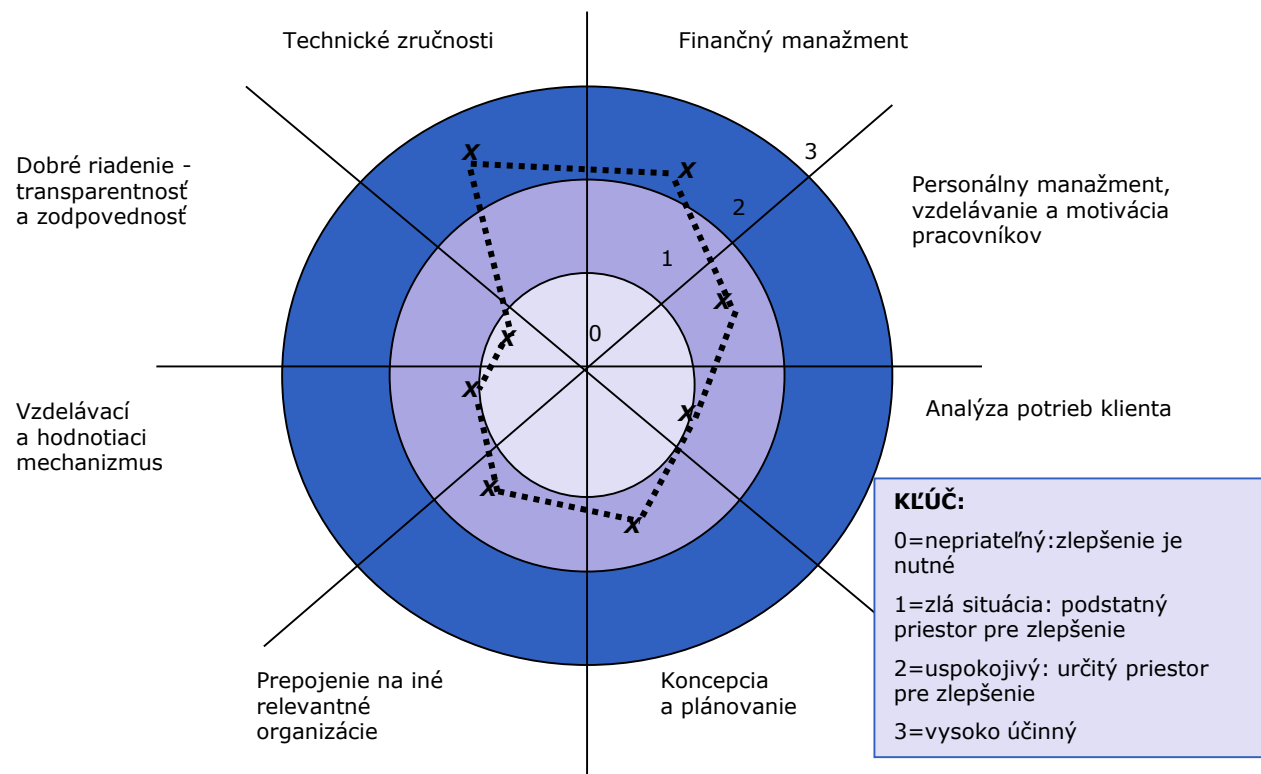 Technické zručnosti
Finančný manažment
Dobré riadenie -
transparentnosť
a zodpovednosť
3
2
1
0
Personálny manažment,
vzdelávanie a motivácia
pracovníkov
x
x
x
x
x
x
x
x
Vzdelávací
a hodnotiaci
mechanizmus
Analýza potrieb klienta
Prepojenie na iné
relevantné
organizácie
Koncepcia
a plánovanie
KĽÚČ:
0=nepriateľný:zlepšenie je
nutné
1=zlá situácia: podstatný
priestor pre zlepšenie
2=uspokojivý: určitý priestor
pre zlepšenie
3=vysoko účinný